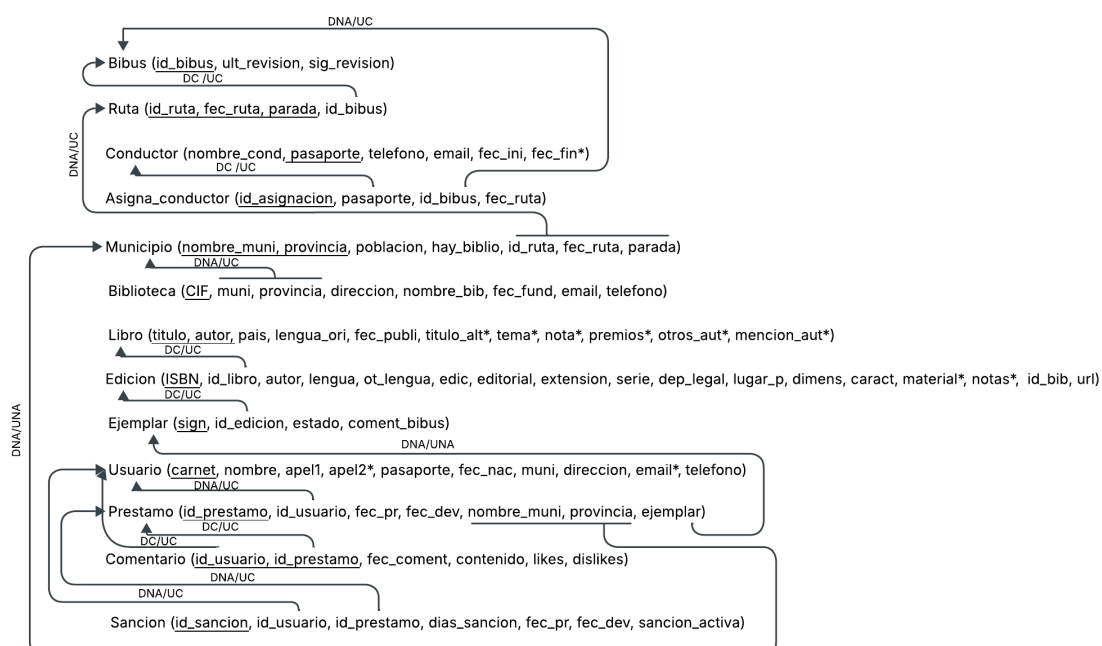 DNA/UC
Bibus (id_bibus, ult_revision, sig_revision)
DC /UC
Ruta (id_ruta, fec_ruta, parada, id_bibus)
DNA/UC
Conductor (nombre_cond, pasaporte, telefono, email, fec_ini, fec_fin*)
DC /UC
Asigna_conductor (id_asignacion, pasaporte, id_bibus, fec_ruta)
Municipio (nombre_muni, provincia, poblacion, hay_biblio, id_ruta, fec_ruta, parada)
DNA/UC
Biblioteca (CIF, muni, provincia, direccion, nombre_bib, fec_fund, email, telefono)
Libro (titulo, autor, pais, lengua_ori, fec_publi, titulo_alt*, tema*, nota*, premios*, otros_aut*, mencion_aut*)
DC/UC
Edicion (ISBN, id_libro, autor, lengua, ot_lengua, edic, editorial, extension, serie, dep_legal, lugar_p, dimens, caract, material*, notas*, id_bib, url)
DC/UC
Ejemplar (sign, id_edicion, estado, coment_bibus)
DNA/UNA
DNA/UNA
Usuario (carnet, nombre, apel1, apel2*, pasaporte, fec_nac, muni, direccion, email*, telefono)
DNA/UC
Prestamo (id_prestamo, id_usuario, fec_pr, fec_dev, nombre_muni, provincia, ejemplar)
DC/UC
DC/UC
Comentario (id_usuario, id_prestamo, fec_coment, contenido, likes, dislikes)
DNA/UC
DNA/UC
Sancion (id_sancion, id_usuario, id_prestamo, dias_sancion, fec_pr, fec_dev, sancion_activa)